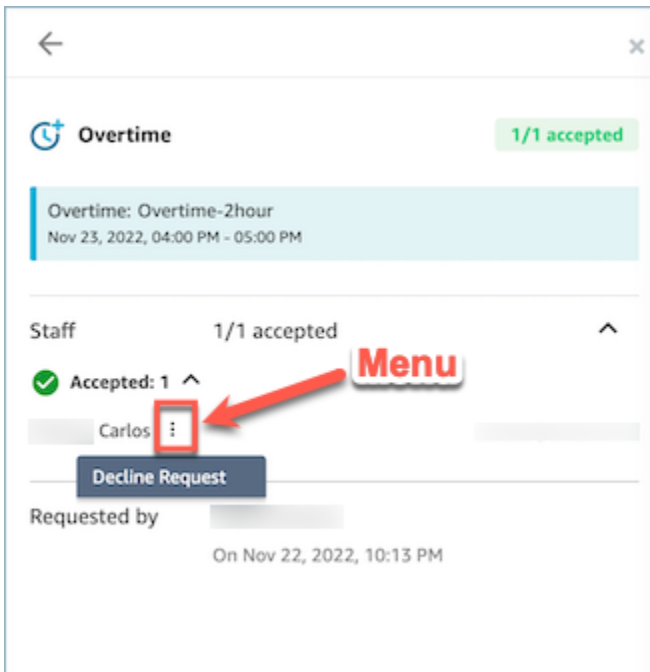 Overtime
1/1 accepted
Overtime: Overtime-2hour
Nov 23, 2022, 04:00 PM - 05:00 PM
Staff 1/1 accepted
Menu
Accepted: 1
Carlos
Decline Request
Requested by
On Nov 22, 2022, 10:13 PM